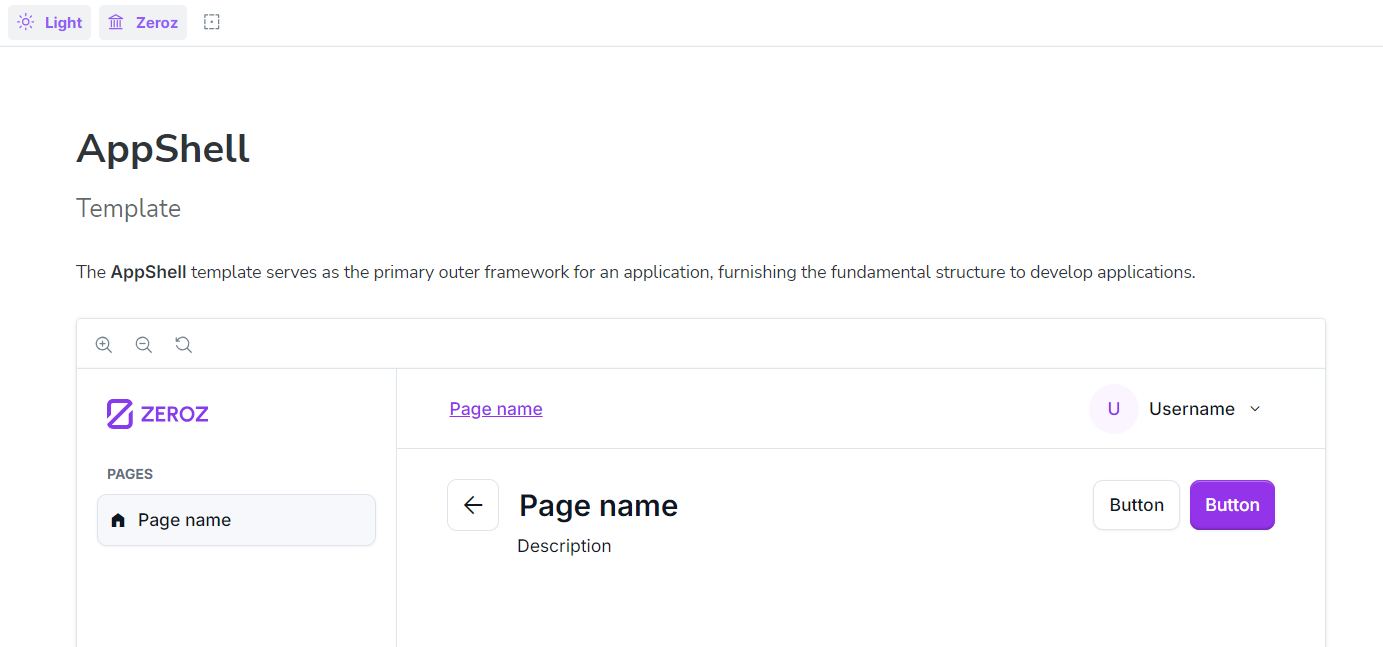 Light Zeroz
AppShell
Template
The AppShell template serves as the primary outer framework for an application, furnishing the fundamental structure to develop applications.
ZEROZ
Page name
U Username
PAGES
Page name
Page name
Description
Button Button